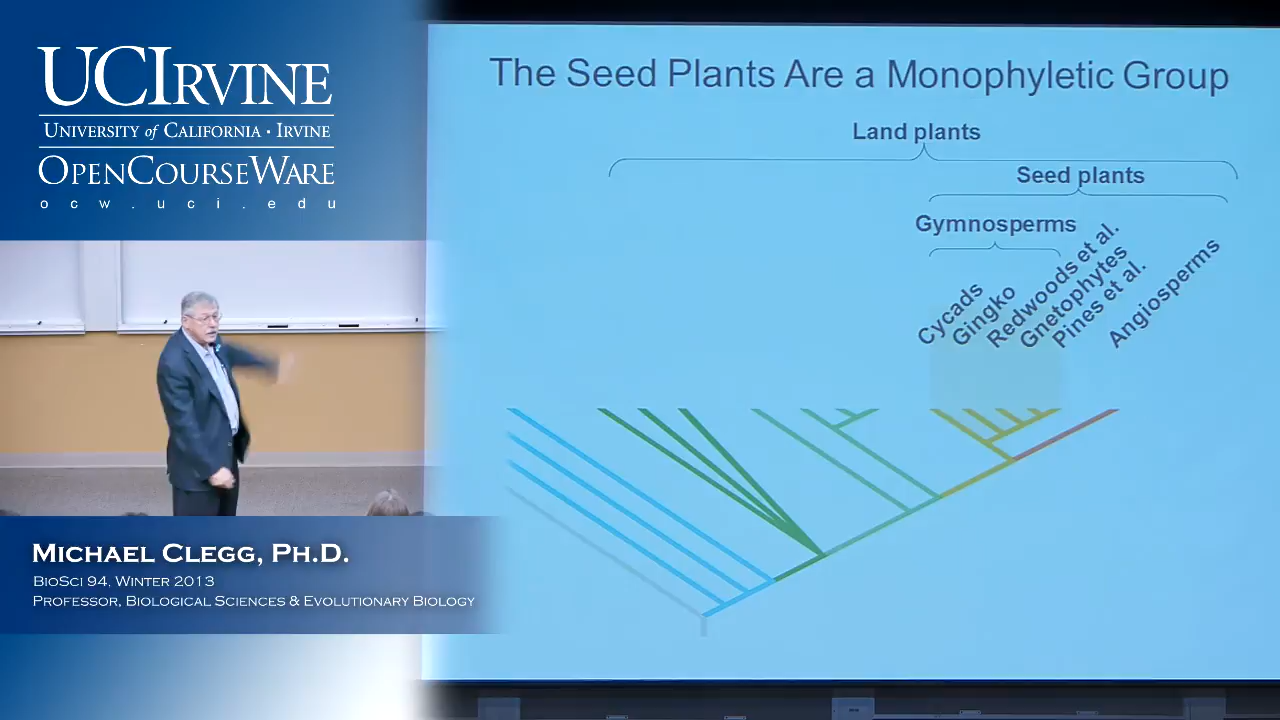 UCIRVINE
UNIVERSITY of CALIFORNIA · IRVINE
OPENCOURSEWARE
ocw.uci.edu
The Seed Plants Are a Monophyletic Group
Land plants
Seed plants
Gymnosperms
Cycads
Gingko
Redwoods et al.
Gnetophytes
Pines et al.
Angiosperms
MICHAEL CLEGG, PH.D.
BIOSCI 94, WINTER 2013
PROFESSOR, BIOLOGICAL SCIENCES & EVOLUTIONARY BIOLOGY